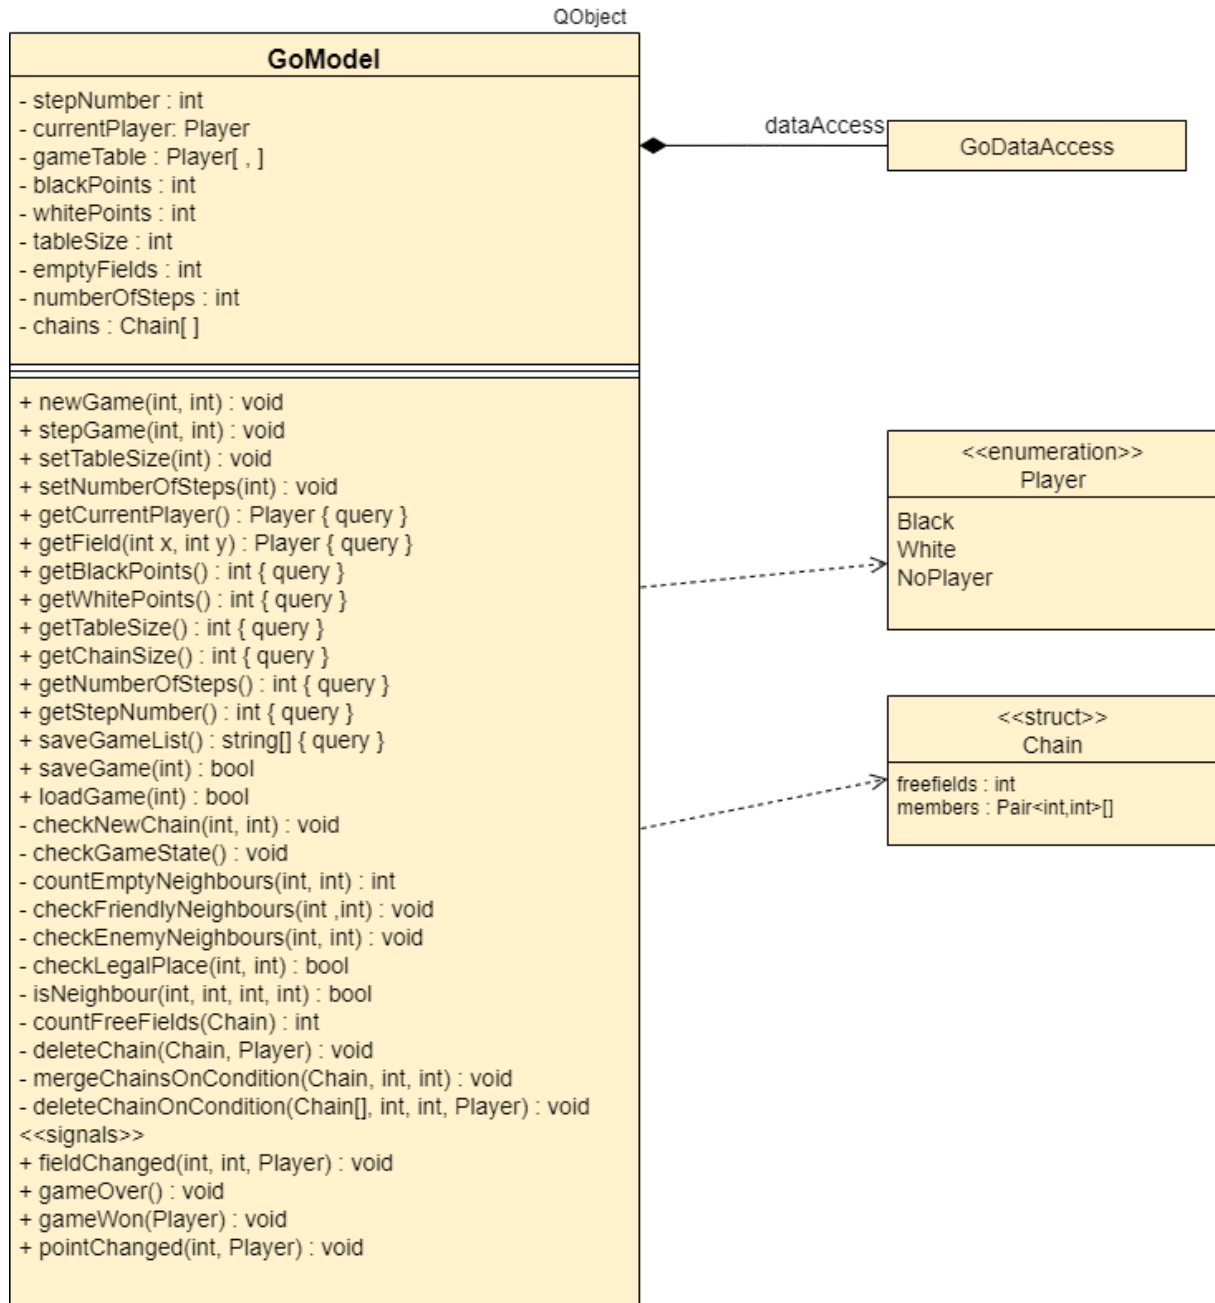 QObject
GoModel
- stepNumber : int
- currentPlayer: Player
- gameTable : Player[ , ]
- blackPoints : int
- whitePoints : int
- tableSize : int
- emptyFields : int
- numberOfSteps : int
- chains : Chain[ ]
+ newGame(int, int) : void
+ stepGame(int, int) : void
+ setTableSize(int) : void
+ setNumberOfSteps(int) : void
+ getCurrentPlayer() : Player { query }
+ getField(int x, int y) : Player { query }
+ getBlackPoints() : int { query }
+ getWhitePoints() : int { query }
+ getTableSize() : int { query }
+ getChainSize() : int { query }
+ getNumberOfSteps() : int { query }
+ getStepNumber() : int { query }
+ saveGameList() : string[] { query }
+ saveGame(int) : bool
+ loadGame(int) : bool
- checkNewChain(int, int) : void
- checkGameState() : void
- countEmptyNeighbours(int, int) : int
- checkFriendlyNeighbours(int ,int) : void
- checkEnemyNeighbours(int, int) : void
- checkLegalPlace(int, int) : bool
- isNeighbour(int, int, int, int) : bool
- countFreeFields(Chain) : int
- deleteChain(Chain, Player) : void
- mergeChainsOnCondition(Chain, int, int) : void
- deleteChainOnCondition(Chain[], int, int, Player) : void
<<signals>>
+ fieldChanged(int, int, Player) : void
+ gameOver() : void
+ gameWon(Player) : void
+ pointChanged(int, Player) : void
dataAccess
GoDataAccess
<<enumeration>>
Player
Black
White
NoPlayer
<<struct>>
Chain
freefields : int
members : Pair<int,int>[]